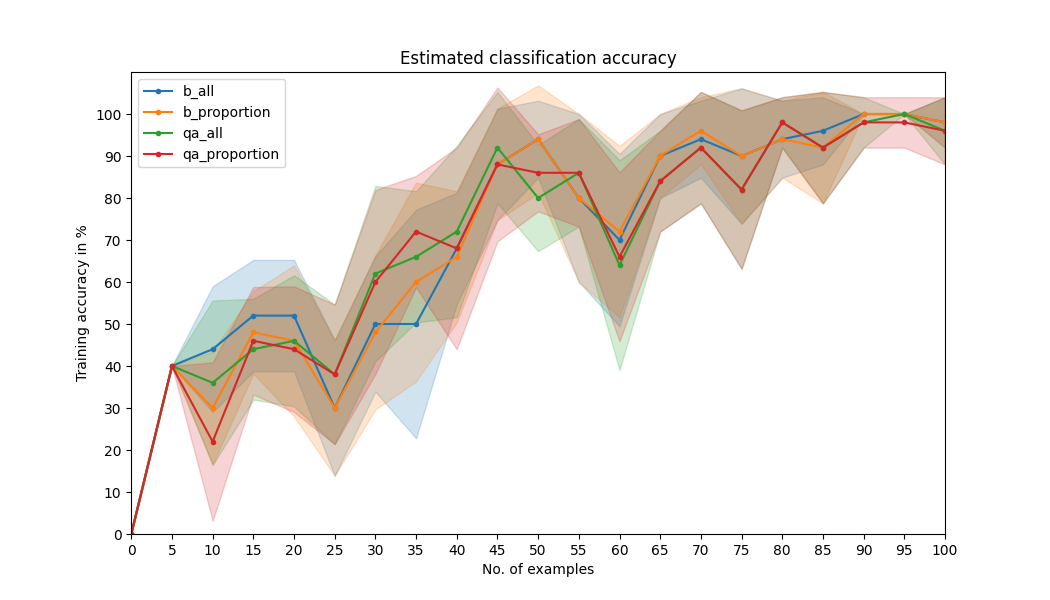 Estimated classification accuracy
b_all
b_proportion
qa_all
qa_proportion
Training accuracy in %
100
90
80
70
60
50
40
30
20
10
0
0 5 10 15 20 25 30 35 40 45 50 55 60 65 70 75 80 85 90 95 100
No. of examples